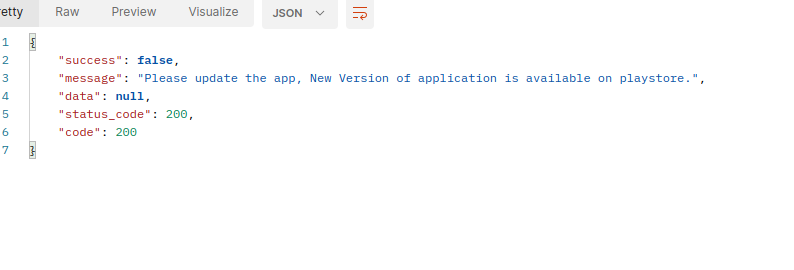 etty Raw Preview Visualize JSON
1 {
2 "success": false,
3 "message": "Please update the app, New Version of application is available on playstore.",
4 "data": null,
5 "status_code": 200,
6 "code": 200
7 }